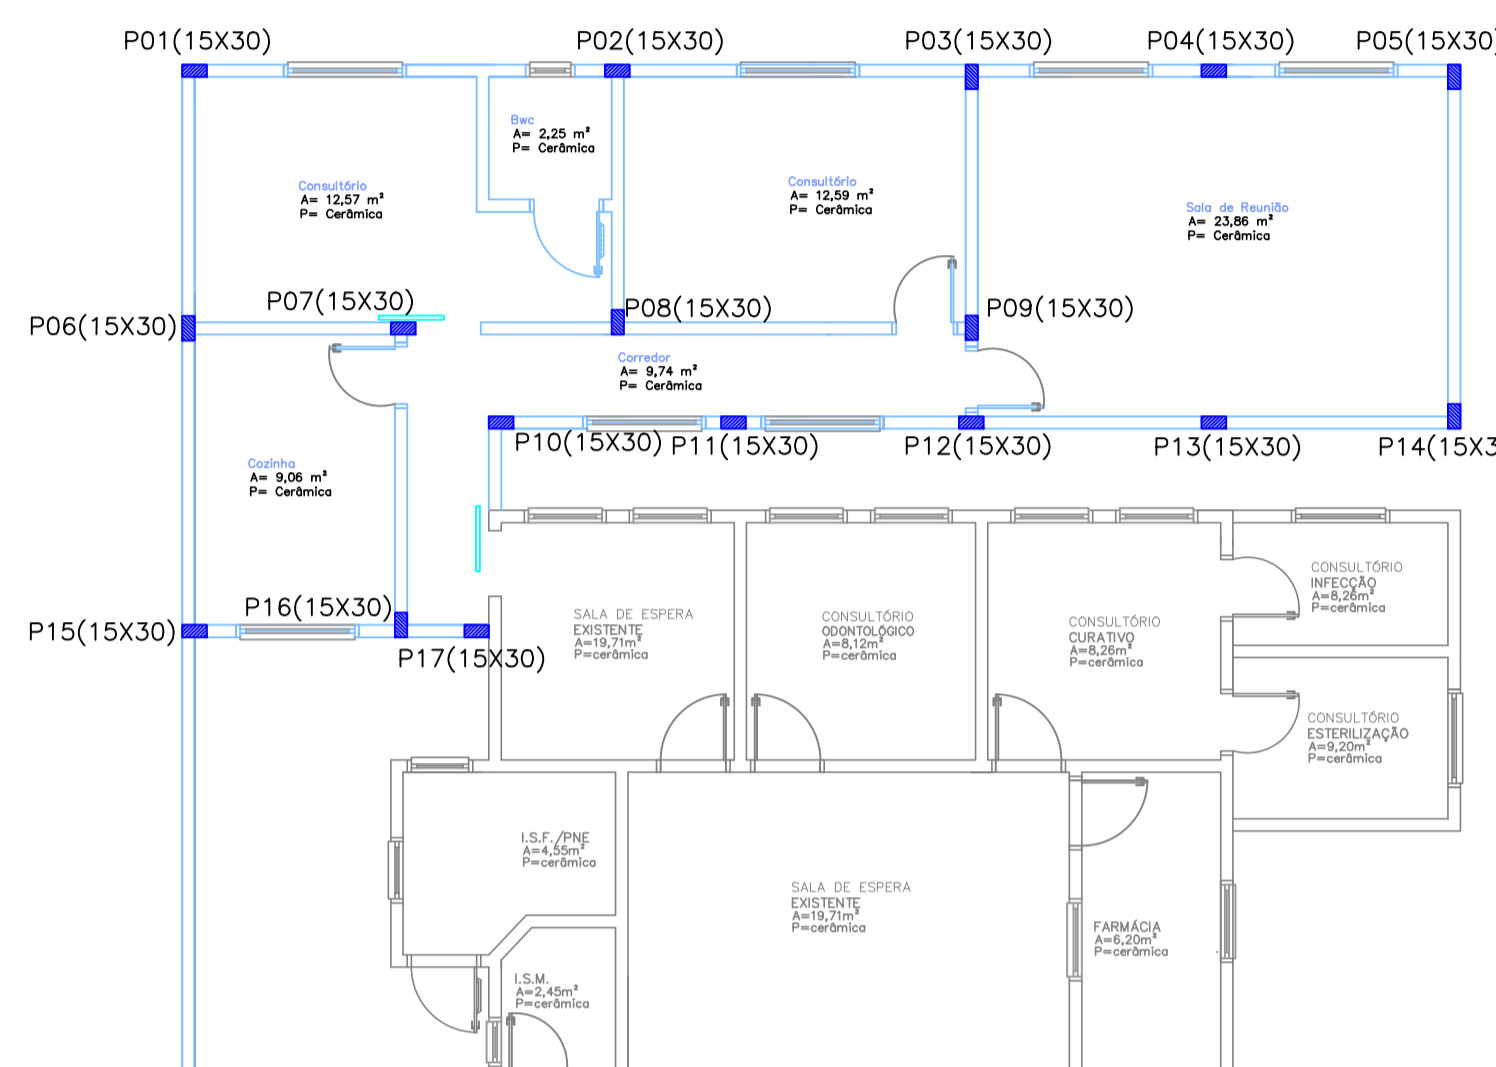 P01(15X30)
P02(15X30)
P03(15X30)
P04(15X30)
P05(15X30)
Bwc
A= 2,25 m²
P= Cerâmica
Consultório
A= 12,57 m²
P= Cerâmica
Consultório
A= 12,59 m²
P= Cerâmica
Sala de Reunião
A= 23,86 m²
P= Cerâmica
P06(15X30)
P07(15X30)
P08(15X30)
P09(15X30)
Corredor
A= 9,74 m²
P= Cerâmica
P10(15X30)
P11(15X30)
P12(15X30)
P13(15X30)
P14(15X3
Cozinha
A= 9,06 m²
P= Cerâmica
P15(15X30)
P16(15X30)
P17(15X30)
SALA DE ESPERA
EXISTENTE
A=19,71m²
P=cerâmica
CONSULTÓRIO
ODONTOLÓGICO
A=8,12m²
P=cerâmica
CONSULTÓRIO
CURATIVO
A=8,26m²
P=cerâmica
CONSULTÓRIO
INFECÇÃO
A=8,26m²
P=cerâmica
CONSULTÓRIO
ESTERILIZAÇÃO
A=9,20m²
P=cerâmica
I.S.F./PNE
A=4,55m²
P=cerâmica
SALA DE ESPERA
EXISTENTE
A=19,71m²
P=cerâmica
FARMÁCIA
A=6,20m²
P=cerâmica
I.S.M.
A=2,45m²
P=cerâmica